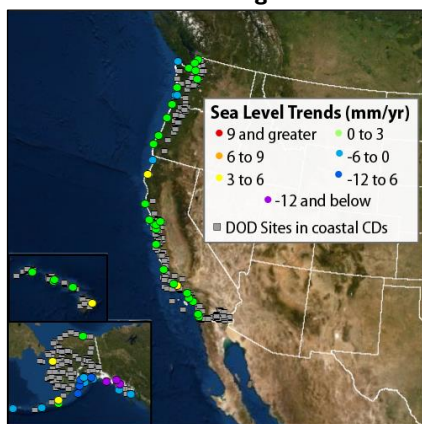 Sea Level Trends (mm/yr)
9 and greater
0 to 3
6 to 9
-6 to 0
3 to 6
-12 to 6
-12 and below
DOD Sites in coastal CDs